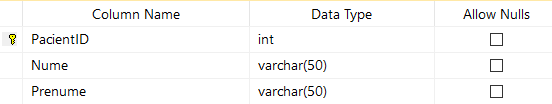 Column Name Data Type Allow Nulls
PacientID int
Nume varchar(50)
Prenume varchar(50)